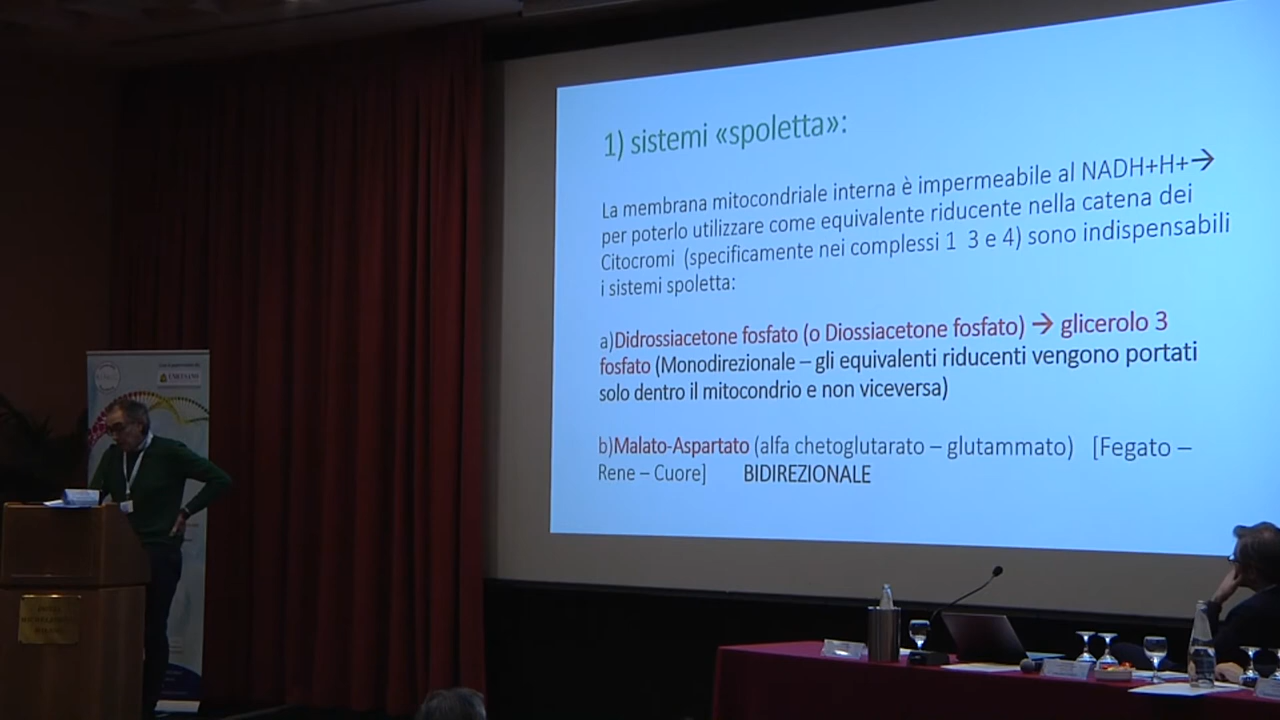 1) sistemi «spoletta»:
La membrana mitocondriale interna è impermeabile al NADH+H+→
per poterlo utilizzare come equivalente riducente nella catena dei
Citocromi (specificamente nei complessi 1 3 e 4) sono indispensabili
i sistemi spoletta:
a)Didrossiacetone fosfato (o Diossiacetone fosfato) → glicerolo 3
fosfato (Monodirezionale – gli equivalenti riducenti vengono portati
solo dentro il mitocondrio e non viceversa)
b)Malato-Aspartato (alfa chetoglutarato – glutammato) [Fegato –
Rene – Cuore] BIDIREZIONALE